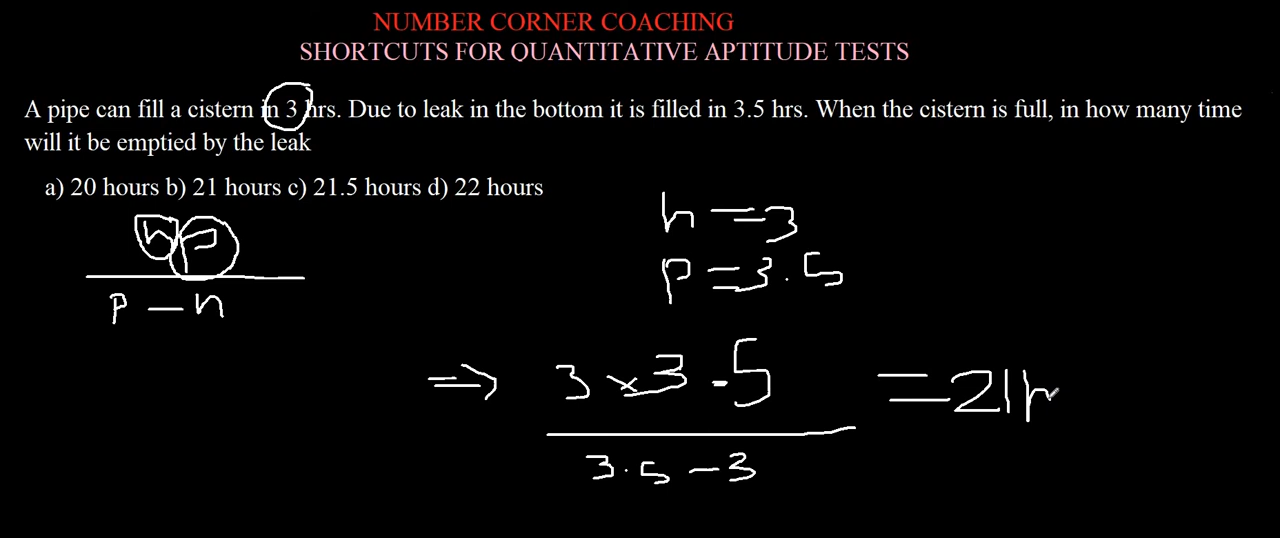 NUMBER CORNER COACHING
SHORTCUTS FOR QUANTITATIVE APTITUDE TESTS
A pipe can fill a cistern in 3 hrs. Due to leak in the bottom it is filled in 3.5 hrs. When the cistern is full, in how many time
will it be emptied by the leak
a) 20 hours b) 21 hours c) 21.5 hours d) 22 hours
np
p - n
n = 3
p = 3.5
⇒ 3 × 3.5 = 21 h
3.5 - 3